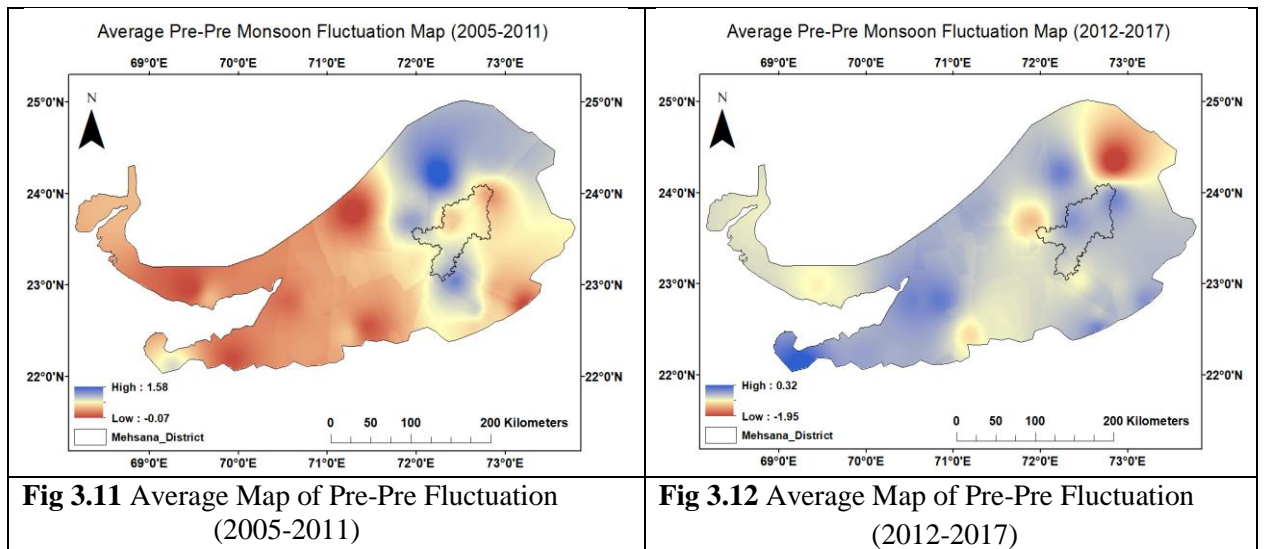 Average Pre-Pre Monsoon Fluctuation Map (2005-2011)
69°0'E 70°0'E 71°0'E 72°0'E 73°0'E
25°0'N 25°0'N
N
24°0'N 24°0'N
23°0'N 23°0'N
22°0'N 22°0'N
High : 1.58
Low : -0.07
Mehsana_District
0 50 100 200 Kilometers
69°0'E 70°0'E 71°0'E 72°0'E 73°0'E
Fig 3.11 Average Map of Pre-Pre Fluctuation
(2005-2011)
Average Pre-Pre Monsoon Fluctuation Map (2012-2017)
69°0'E 70°0'E 71°0'E 72°0'E 73°0'E
25°0'N 25°0'N
N
24°0'N 24°0'N
23°0'N 23°0'N
22°0'N 22°0'N
High : 0.32
Low : -1.95
Mehsana_District
0 50 100 200 Kilometers
69°0'E 70°0'E 71°0'E 72°0'E 73°0'E
Fig 3.12 Average Map of Pre-Pre Fluctuation
(2012-2017)